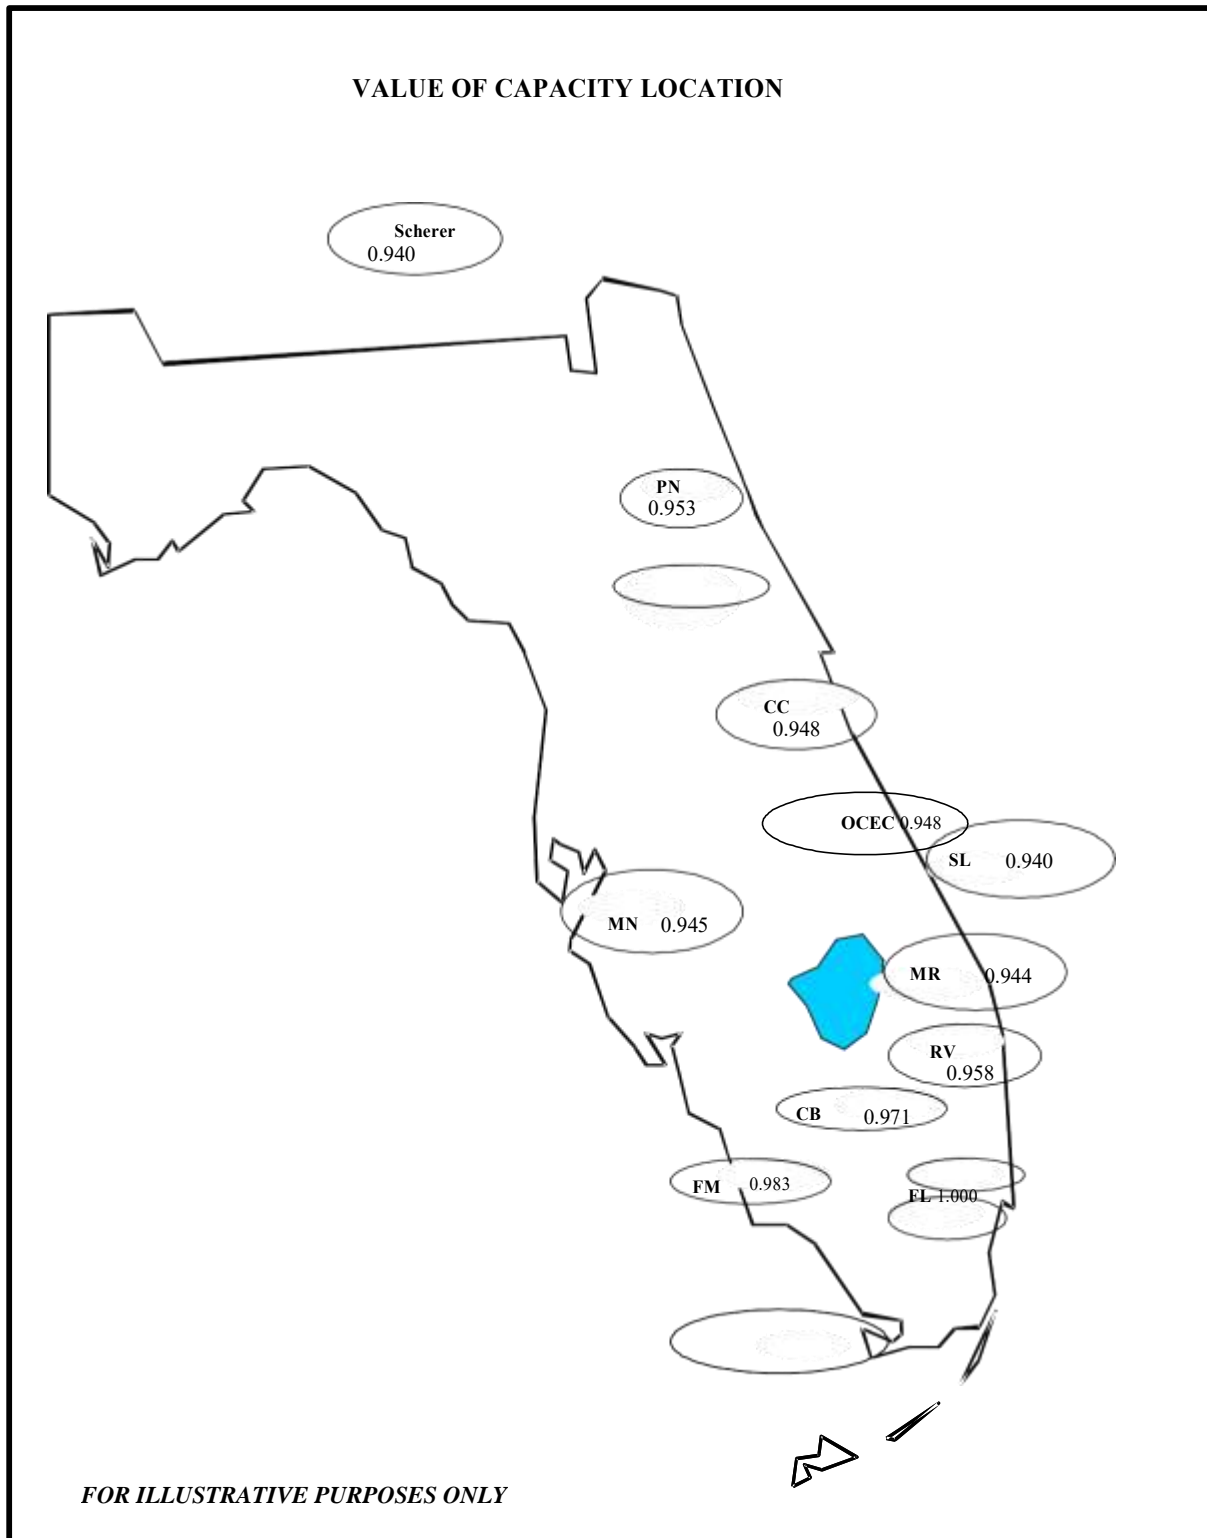 VALUE OF CAPACITY LOCATION
Scherer
0.940
PN
0.953
CC
0.948
OCEC 0.948
SL 0.940
MN 0.945
MR 0.944
RV
0.958
CB 0.971
FM 0.983
FL 1.000
FOR ILLUSTRATIVE PURPOSES ONLY